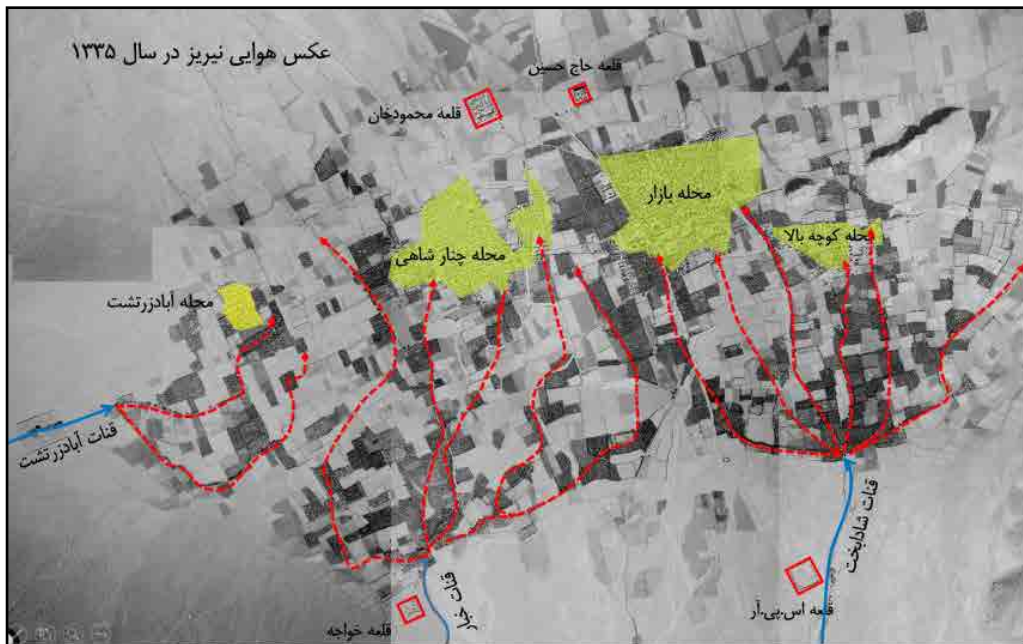 عکس هوایی نیریز در سال ۱۳۳۵
قلعه حاج حسین
قلعه محمودخان
محله بازار
محله کوچه بالا
محله چنار شاهی
محله آبادزرتشت
قنات آبادزرتشت
قنات شادابخت
قلعه اس.پی.آر
قنات خبار
قلعه خواجه